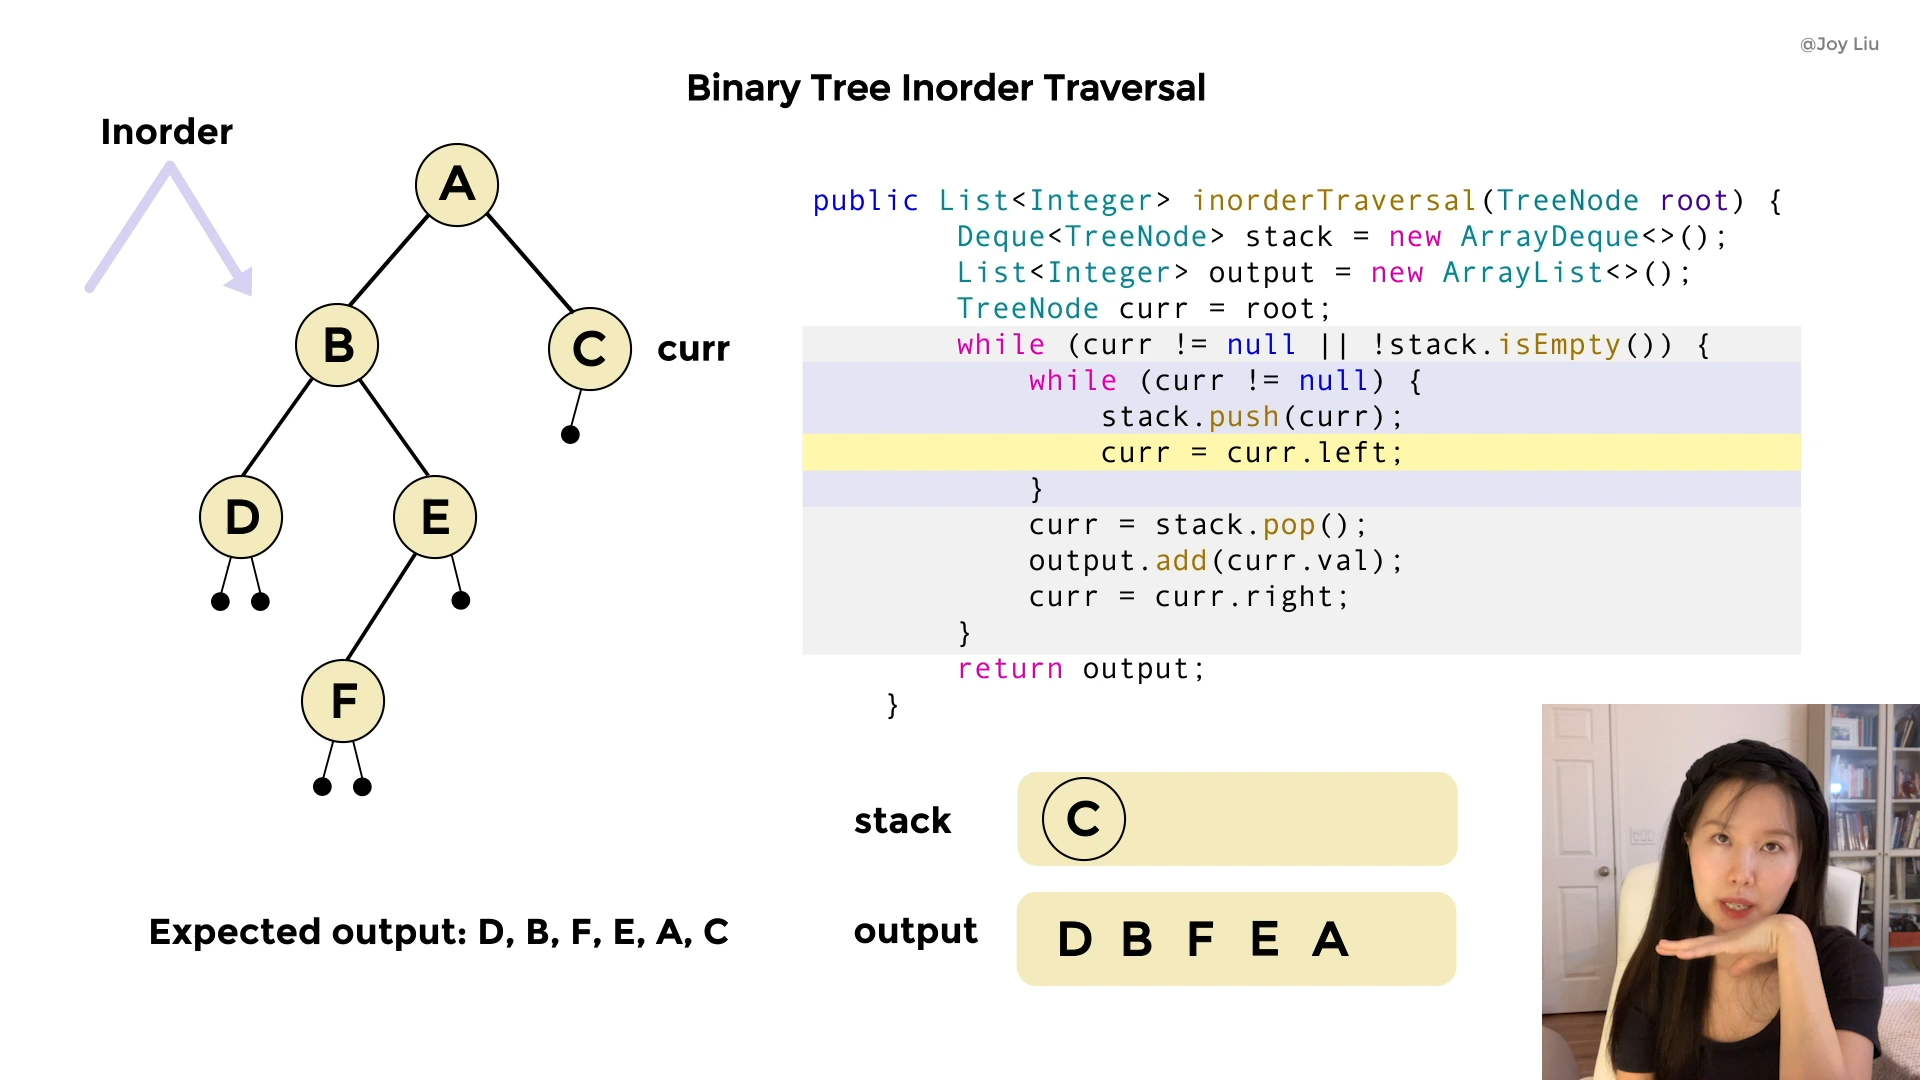 @Joy Liu
Binary Tree Inorder Traversal
Inorder
A
B
C
curr
D
E
F
Expected output: D, B, F, E, A, C
public List<Integer> inorderTraversal(TreeNode root) {
Deque<TreeNode> stack = new ArrayDeque<>();
List<Integer> output = new ArrayList<>();
TreeNode curr = root;
while (curr != null || !stack.isEmpty()) {
while (curr != null) {
stack.push(curr);
curr = curr.left;
}
curr = stack.pop();
output.add(curr.val);
curr = curr.right;
}
return output;
}
stack
C
output
D B F E A